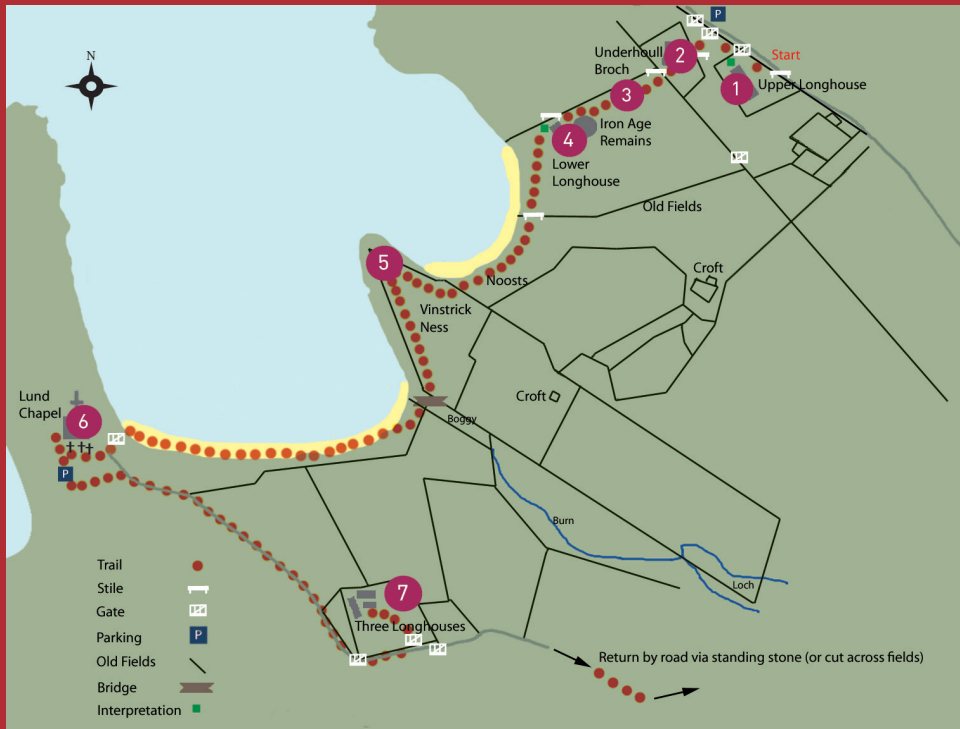 N
P
Start
Underhoull
Broch
2
1
Upper Longhouse
3
Iron Age
Remains
4
Lower
Longhouse
Old Fields
5
Noosts
Vinstrick
Ness
Croft
Croft
Boggy
Lund
Chapel
6
P
Burn
Loch
7
Three Longhouses
Return by road via standing stone (or cut across fields)
Trail
Stile
Gate
Parking
P
Old Fields
Bridge
Interpretation